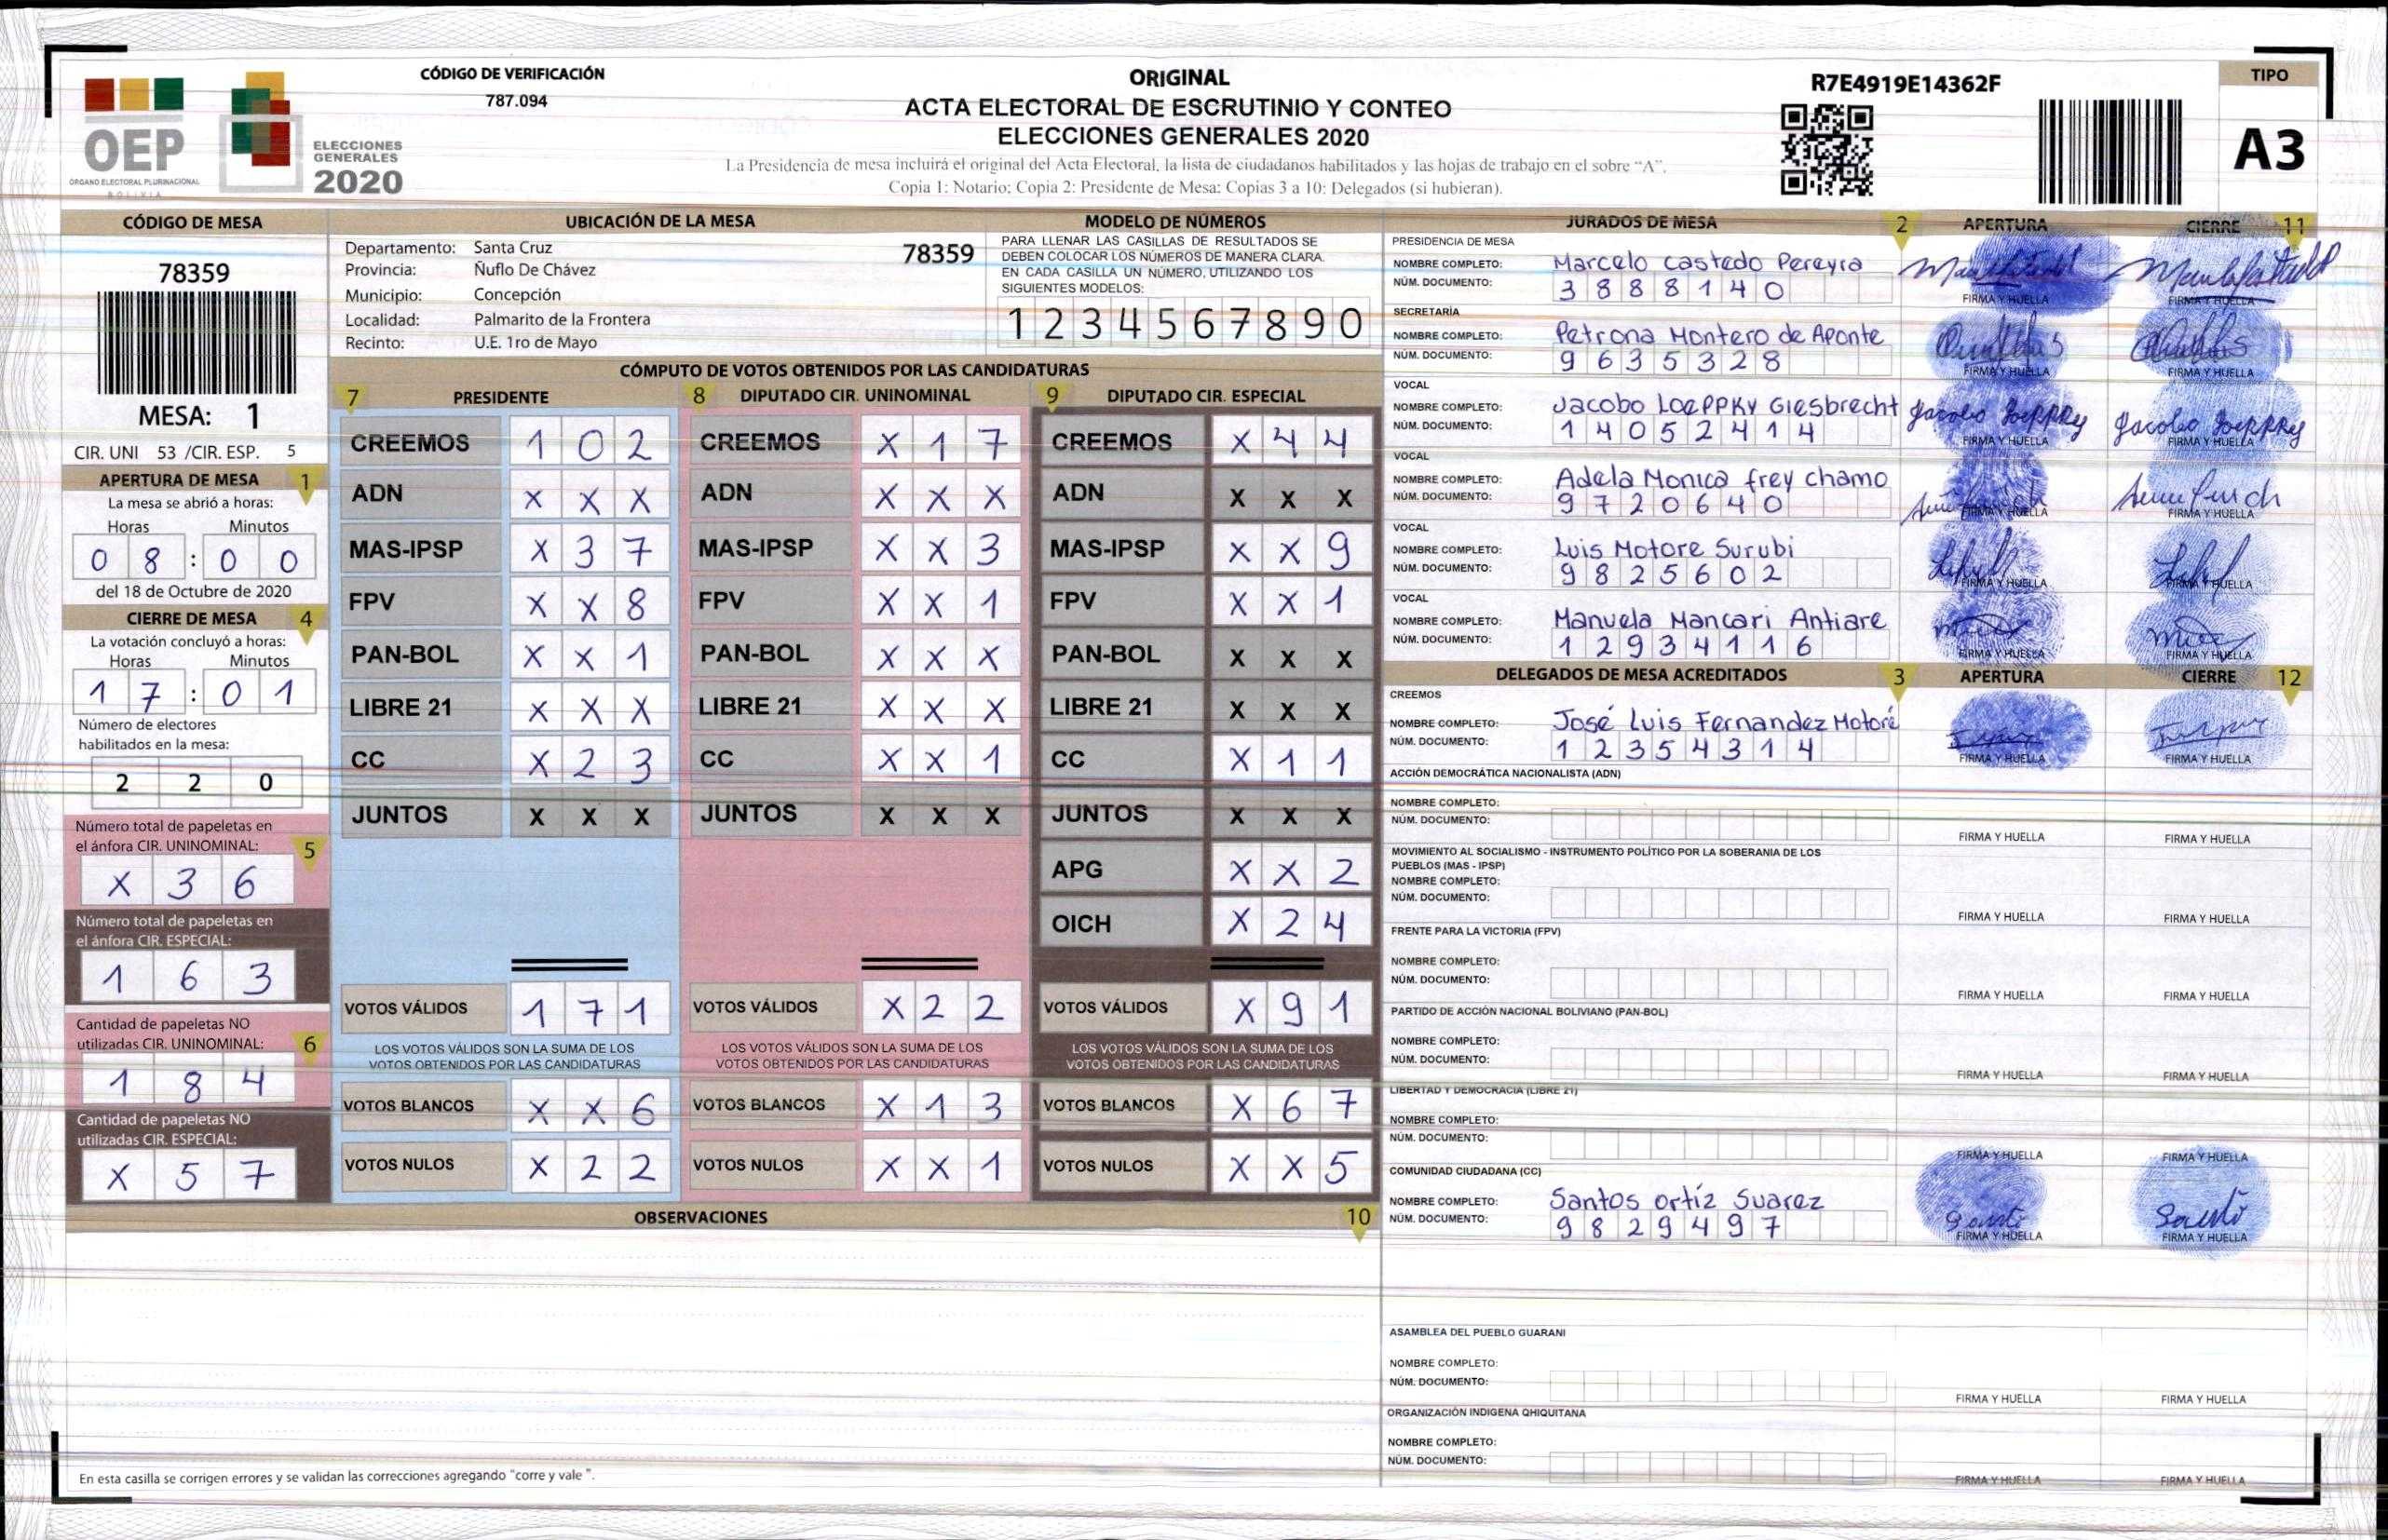 CÓDIGO DE VERIFICACIÓN
787.094
ORIGINAL
ACTA ELECTORAL DE ESCRUTINIO Y CONTEO
ELECCIONES GENERALES 2020
La Presidencia de mesa incluirá el original del Acta Electoral, la lista de ciudadanos habilitados y las hojas de trabajo en el sobre “A”.
Copia 1: Notario; Copia 2: Presidente de Mesa; Copias 3 a 10: Delegados (si hubieran).
R7E4919E14362F
TIPO
A3
OEP
ORGANO ELECTORAL PLURINACIONAL
BOLIVIA
ELECCIONES
GENERALES
2020
CÓDIGO DE MESA
78359
MESA: 1
CIR. UNI 53 /CIR. ESP. 5
APERTURA DE MESA 1
La mesa se abrió a horas:
Horas Minutos
0 8 : 0 0
del 18 de Octubre de 2020
CIERRE DE MESA 4
La votación concluyó a horas:
Horas Minutos
1 7 : 0 1
Número de electores
habilitados en la mesa:
2 2 0
Número total de papeletas en
el ánfora CIR. UNINOMINAL: 5
X 3 6
Número total de papeletas en
el ánfora CIR. ESPECIAL:
1 6 3
Cantidad de papeletas NO
utilizadas CIR. UNINOMINAL: 6
1 8 4
Cantidad de papeletas NO
utilizadas CIR. ESPECIAL:
X 5 7
UBICACIÓN DE LA MESA
Departamento: Santa Cruz 78359
Provincia: Ñuflo De Chávez
Municipio: Concepción
Localidad: Palmarito de la Frontera
Recinto: U.E. 1ro de Mayo
MODELO DE NÚMEROS
PARA LLENAR LAS CASILLAS DE RESULTADOS SE
DEBEN COLOCAR LOS NÚMEROS DE MANERA CLARA.
EN CADA CASILLA UN NÚMERO, UTILIZANDO LOS
SIGUIENTES MODELOS:
1 2 3 4 5 6 7 8 9 0
CÓMPUTO DE VOTOS OBTENIDOS POR LAS CANDIDATURAS
7 PRESIDENTE
CREEMOS 1 0 2
ADN X X X
MAS-IPSP X 3 7
FPV X X 8
PAN-BOL X X 1
LIBRE 21 X X X
CC X 2 3
JUNTOS X X X
VOTOS VÁLIDOS 1 7 1
LOS VOTOS VÁLIDOS SON LA SUMA DE LOS
VOTOS OBTENIDOS POR LAS CANDIDATURAS
VOTOS BLANCOS X X 6
VOTOS NULOS X 2 2
8 DIPUTADO CIR. UNINOMINAL
CREEMOS X 1 7
ADN X X X
MAS-IPSP X X 3
FPV X X 1
PAN-BOL X X X
LIBRE 21 X X X
CC X X 1
JUNTOS X X X
VOTOS VÁLIDOS X 2 2
LOS VOTOS VÁLIDOS SON LA SUMA DE LOS
VOTOS OBTENIDOS POR LAS CANDIDATURAS
VOTOS BLANCOS X 1 3
VOTOS NULOS X X 1
9 DIPUTADO CIR. ESPECIAL
CREEMOS X 4 4
ADN X X X
MAS-IPSP X X 9
FPV X X 1
PAN-BOL X X X
LIBRE 21 X X X
CC X 1 1
JUNTOS X X X
APG X X 2
OICH X 2 4
VOTOS VÁLIDOS X 9 1
LOS VOTOS VÁLIDOS SON LA SUMA DE LOS
VOTOS OBTENIDOS POR LAS CANDIDATURAS
VOTOS BLANCOS X 6 7
VOTOS NULOS X X 5
OBSERVACIONES 10
En esta casilla se corrigen errores y se validan las correcciones agregando "corre y vale ".
JURADOS DE MESA 2 APERTURA CIERRE 11
PRESIDENCIA DE MESA
NOMBRE COMPLETO: Marcelo Castedo Pereyra
NÚM. DOCUMENTO: 3 8 8 8 1 4 0
FIRMA Y HUELLA FIRMA Y HUELLA
SECRETARÍA
NOMBRE COMPLETO: Petrona Montero de Aponte
NÚM. DOCUMENTO: 9 6 3 5 3 2 8
FIRMA Y HUELLA FIRMA Y HUELLA
VOCAL
NOMBRE COMPLETO: Jacobo Loeppky Giesbrecht
NÚM. DOCUMENTO: 1 4 0 5 2 4 1 4
Jacobo Loeppky Jacobo Loeppky
FIRMA Y HUELLA FIRMA Y HUELLA
VOCAL
NOMBRE COMPLETO: Adela Monica frey chamo
NÚM. DOCUMENTO: 9 7 2 0 6 4 0
FIRMA Y HUELLA FIRMA Y HUELLA
VOCAL
NOMBRE COMPLETO: Luis Motore Surubi
NÚM. DOCUMENTO: 9 8 2 5 6 0 2
FIRMA Y HUELLA FIRMA Y HUELLA
VOCAL
NOMBRE COMPLETO: Manuela Mancari Antiare
NÚM. DOCUMENTO: 1 2 9 3 4 1 1 6
FIRMA Y HUELLA FIRMA Y HUELLA
DELEGADOS DE MESA ACREDITADOS 3 APERTURA CIERRE 12
CREEMOS
NOMBRE COMPLETO: José Luis Fernandez Motoré
NÚM. DOCUMENTO: 1 2 3 5 4 3 1 4
FIRMA Y HUELLA FIRMA Y HUELLA
ACCIÓN DEMOCRÁTICA NACIONALISTA (ADN)
NOMBRE COMPLETO:
NÚM. DOCUMENTO:
FIRMA Y HUELLA FIRMA Y HUELLA
MOVIMIENTO AL SOCIALISMO - INSTRUMENTO POLÍTICO POR LA SOBERANIA DE LOS
PUEBLOS (MAS - IPSP)
NOMBRE COMPLETO:
NÚM. DOCUMENTO:
FIRMA Y HUELLA FIRMA Y HUELLA
FRENTE PARA LA VICTORIA (FPV)
NOMBRE COMPLETO:
NÚM. DOCUMENTO:
FIRMA Y HUELLA FIRMA Y HUELLA
PARTIDO DE ACCIÓN NACIONAL BOLIVIANO (PAN-BOL)
NOMBRE COMPLETO:
NÚM. DOCUMENTO:
FIRMA Y HUELLA FIRMA Y HUELLA
LIBERTAD Y DEMOCRACIA (LIBRE 21)
NOMBRE COMPLETO:
NÚM. DOCUMENTO:
FIRMA Y HUELLA FIRMA Y HUELLA
COMUNIDAD CIUDADANA (CC)
NOMBRE COMPLETO: Santos Ortíz Suarez
NÚM. DOCUMENTO: 9 8 2 9 4 9 7
FIRMA Y HUELLA FIRMA Y HUELLA
ASAMBLEA DEL PUEBLO GUARANI
NOMBRE COMPLETO:
NÚM. DOCUMENTO:
FIRMA Y HUELLA FIRMA Y HUELLA
ORGANIZACIÓN INDIGENA QHIQUITANA
NOMBRE COMPLETO:
NÚM. DOCUMENTO:
FIRMA Y HUELLA FIRMA Y HUELLA